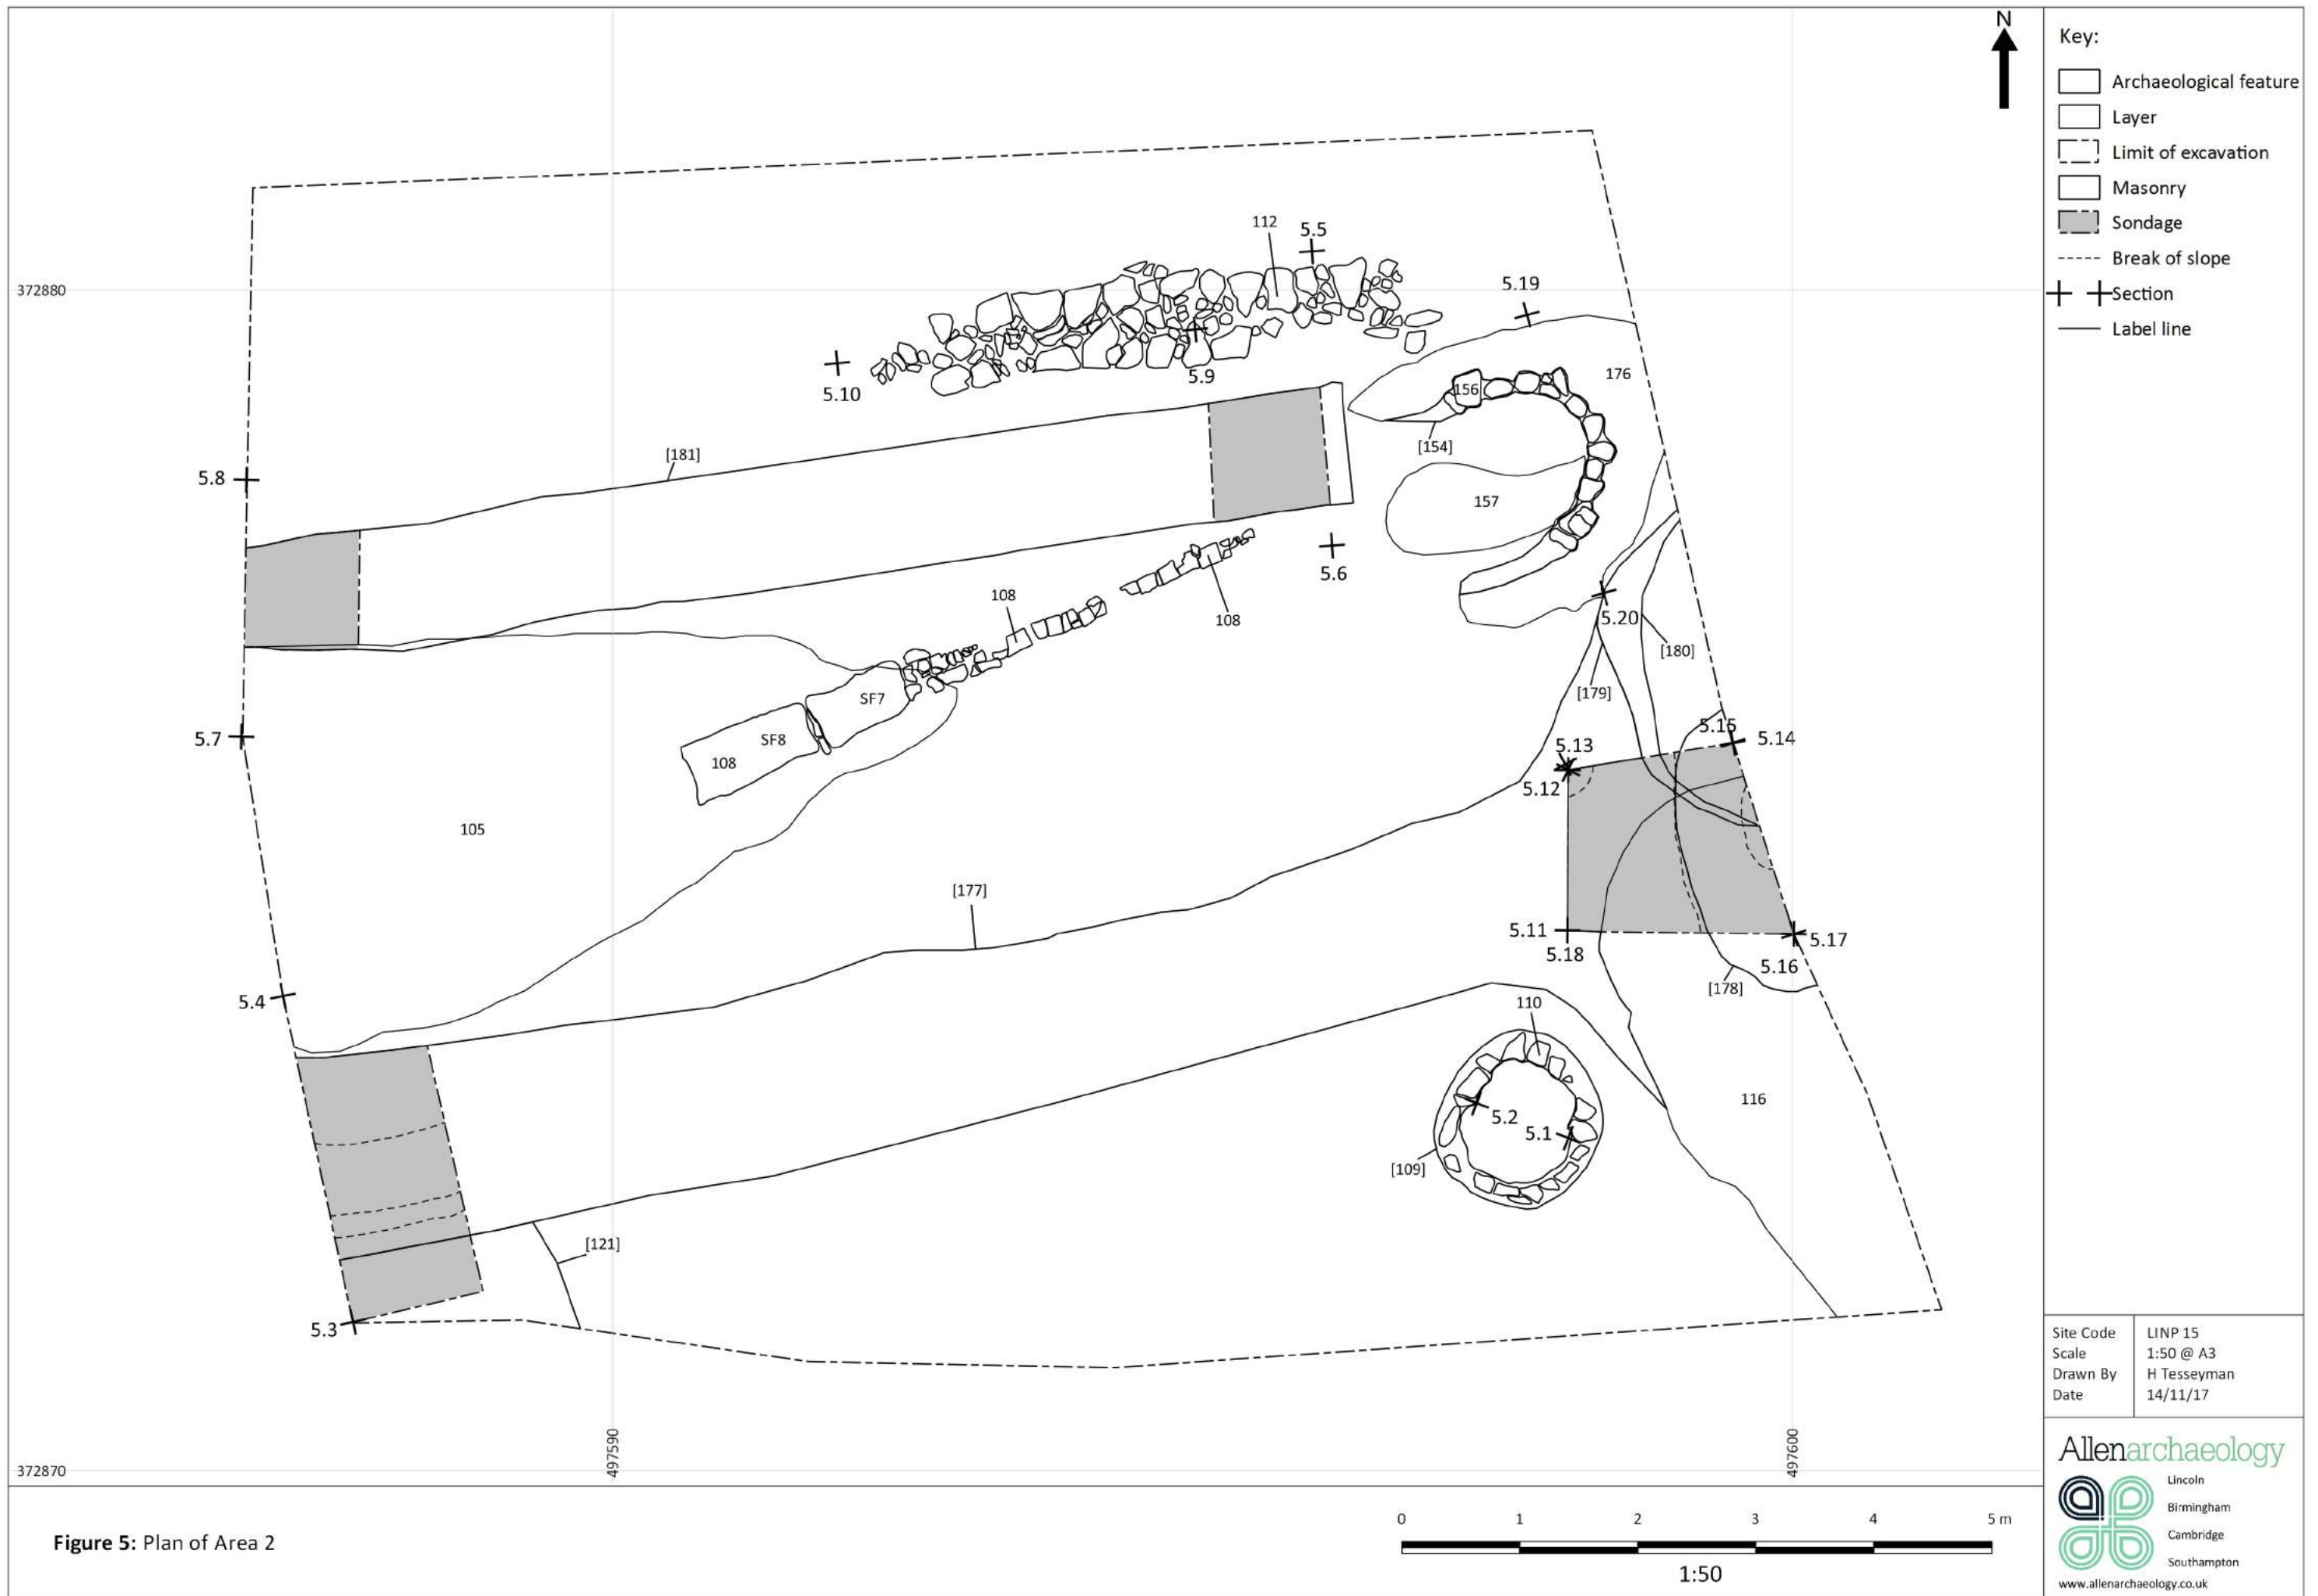 N
Key:
Archaeological feature
Layer
Limit of excavation
Masonry
Sondage
Break of slope
Section
Label line
112
5.5
372880
5.19
5.10
5.9
156
176
[154]
[181]
5.8
157
5.6
108
108
5.20
[180]
[179]
SF7
SF8
108
5.7
5.15
5.14
5.13
5.12
105
[177]
5.11
5.18
5.17
5.16
[178]
5.4
110
116
5.2
5.1
[109]
[121]
5.3
497590
497600
372870
Site Code LINP 15
Scale 1:50 @ A3
Drawn By H Tesseyman
Date 14/11/17
Allenarchaeology
Lincoln
Birmingham
Cambridge
Southampton
www.allenarchaeology.co.uk
Figure 5: Plan of Area 2
0 1 2 3 4 5 m
1:50